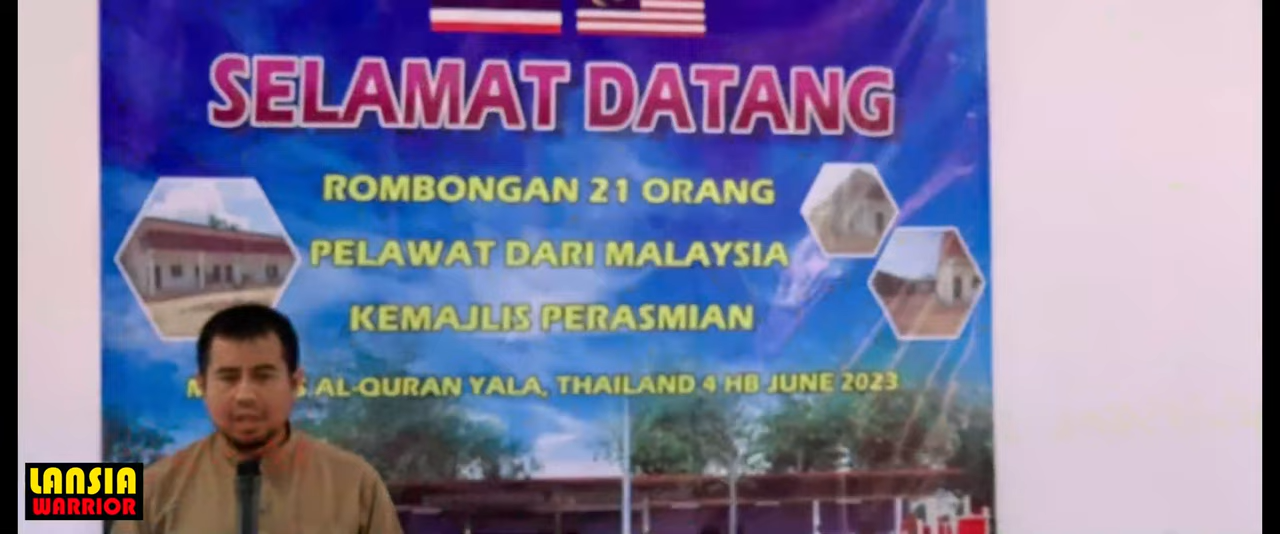 SELAMAT DATANG
ROMBONGAN 21 ORANG
PELAWAT DARI MALAYSIA
KEMAJLIS PERASMIAN
AL-QURAN YALA, THAILAND 4 HB JUNE 2023
LANSIA
WARRIOR